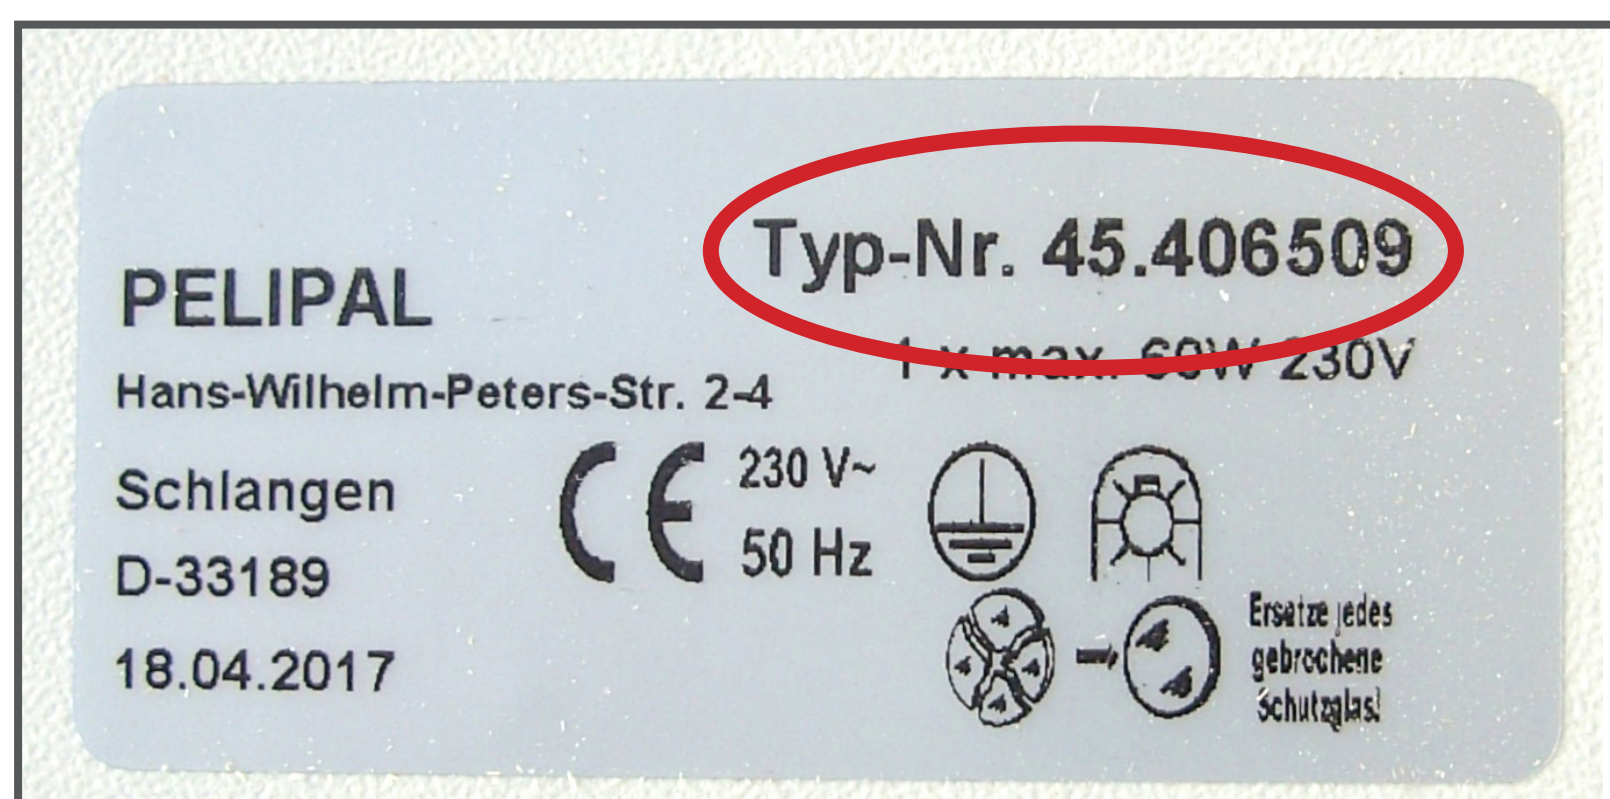 Typ-Nr. 45.406509
PELIPAL
1 x max. 60W 230V
Hans-Wilhelm-Peters-Str. 2-4
CE
230 V~
50 Hz
Schlangen
D-33189
18.04.2017
Ersetze jedes
gebrochene
Schutzglas!